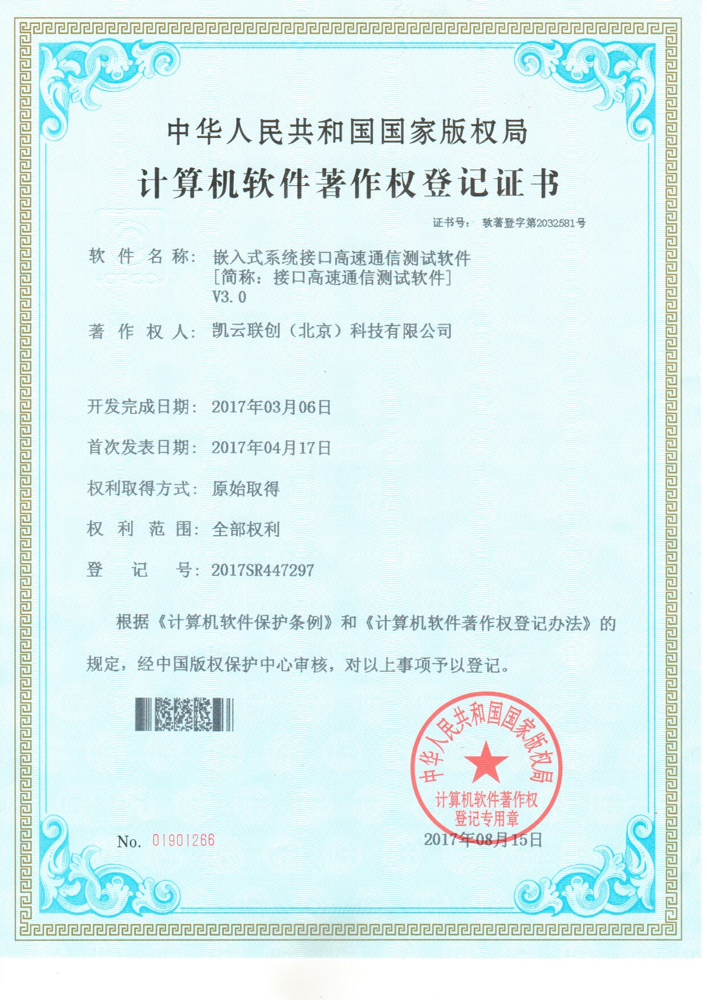 中华人民共和国国家版权局
计算机软件著作权登记证书
证书号： 软著登字第2032581号
软件名称： 嵌入式系统接口高速通信测试软件
[简称：接口高速通信测试软件]
V3.0
著作权人： 凯云联创（北京）科技有限公司
开发完成日期： 2017年03月06日
首次发表日期： 2017年04月17日
权利取得方式： 原始取得
权利范围： 全部权利
登记号： 2017SR447297
根据《计算机软件保护条例》和《计算机软件著作权登记办法》的
规定，经中国版权保护中心审核，对以上事项予以登记。
中华人民共和国国家版权局
计算机软件著作权
登记专用章
No. 01901266
2017年08月15日